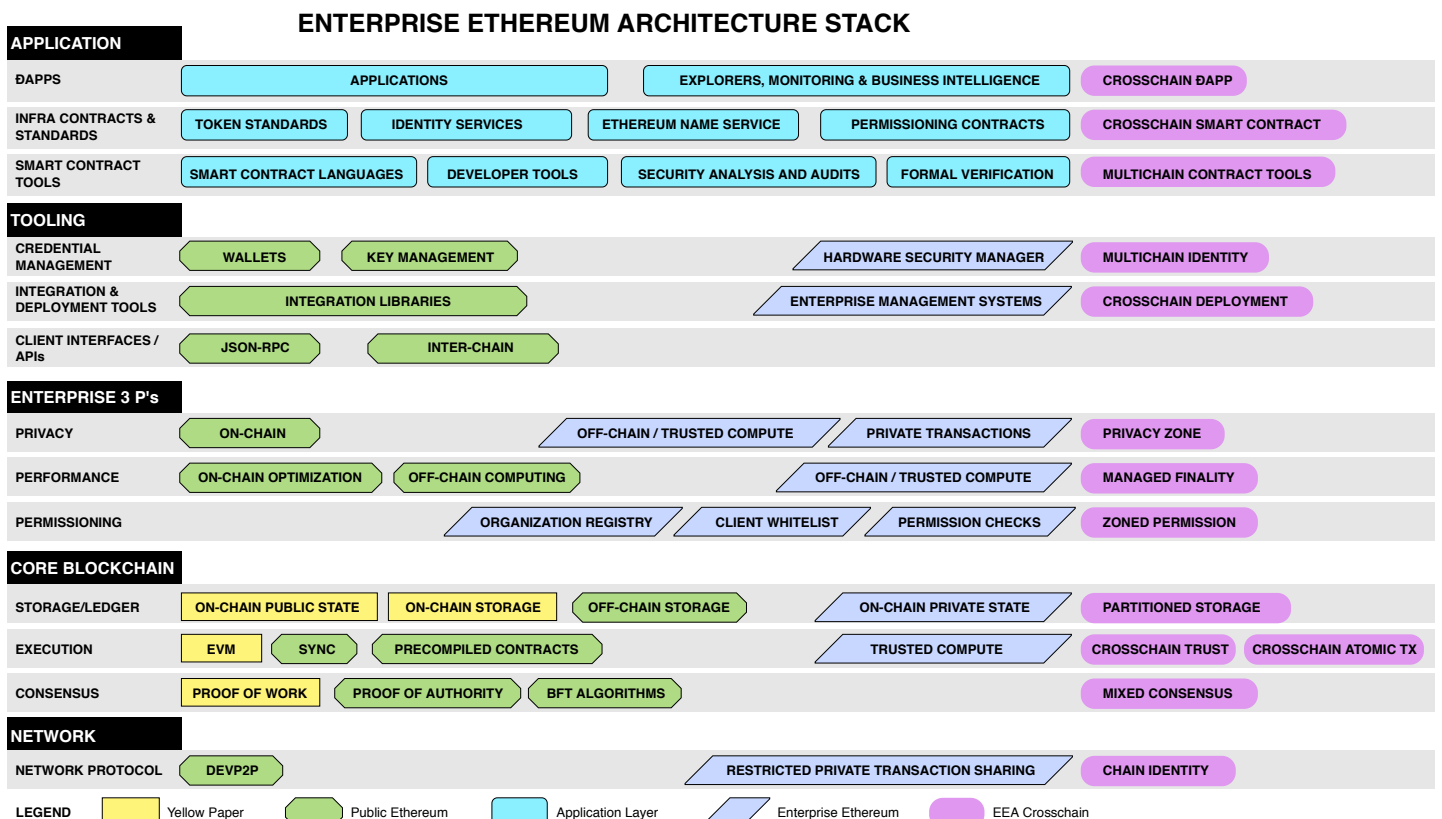 ENTERPRISE ETHEREUM ARCHITECTURE STACK
APPLICATION
ÐAPPS
APPLICATIONS
EXPLORERS, MONITORING & BUSINESS INTELLIGENCE
CROSSCHAIN ÐAPP
INFRA CONTRACTS &
STANDARDS
TOKEN STANDARDS
IDENTITY SERVICES
ETHEREUM NAME SERVICE
PERMISSIONING CONTRACTS
CROSSCHAIN SMART CONTRACT
SMART CONTRACT
TOOLS
SMART CONTRACT LANGUAGES
DEVELOPER TOOLS
SECURITY ANALYSIS AND AUDITS
FORMAL VERIFICATION
MULTICHAIN CONTRACT TOOLS
TOOLING
CREDENTIAL
MANAGEMENT
WALLETS
KEY MANAGEMENT
HARDWARE SECURITY MANAGER
MULTICHAIN IDENTITY
INTEGRATION &
DEPLOYMENT TOOLS
INTEGRATION LIBRARIES
ENTERPRISE MANAGEMENT SYSTEMS
CROSSCHAIN DEPLOYMENT
CLIENT INTERFACES /
APIs
JSON-RPC
INTER-CHAIN
ENTERPRISE 3 P's
PRIVACY
ON-CHAIN
OFF-CHAIN / TRUSTED COMPUTE
PRIVATE TRANSACTIONS
PRIVACY ZONE
PERFORMANCE
ON-CHAIN OPTIMIZATION
OFF-CHAIN COMPUTING
OFF-CHAIN / TRUSTED COMPUTE
MANAGED FINALITY
PERMISSIONING
ORGANIZATION REGISTRY
CLIENT WHITELIST
PERMISSION CHECKS
ZONED PERMISSION
CORE BLOCKCHAIN
STORAGE/LEDGER
ON-CHAIN PUBLIC STATE
ON-CHAIN STORAGE
OFF-CHAIN STORAGE
ON-CHAIN PRIVATE STATE
PARTITIONED STORAGE
EXECUTION
EVM
SYNC
PRECOMPILED CONTRACTS
TRUSTED COMPUTE
CROSSCHAIN TRUST
CROSSCHAIN ATOMIC TX
CONSENSUS
PROOF OF WORK
PROOF OF AUTHORITY
BFT ALGORITHMS
MIXED CONSENSUS
NETWORK
NETWORK PROTOCOL
DEVP2P
RESTRICTED PRIVATE TRANSACTION SHARING
CHAIN IDENTITY
LEGEND
Yellow Paper
Public Ethereum
Application Layer
Enterprise Ethereum
EEA Crosschain